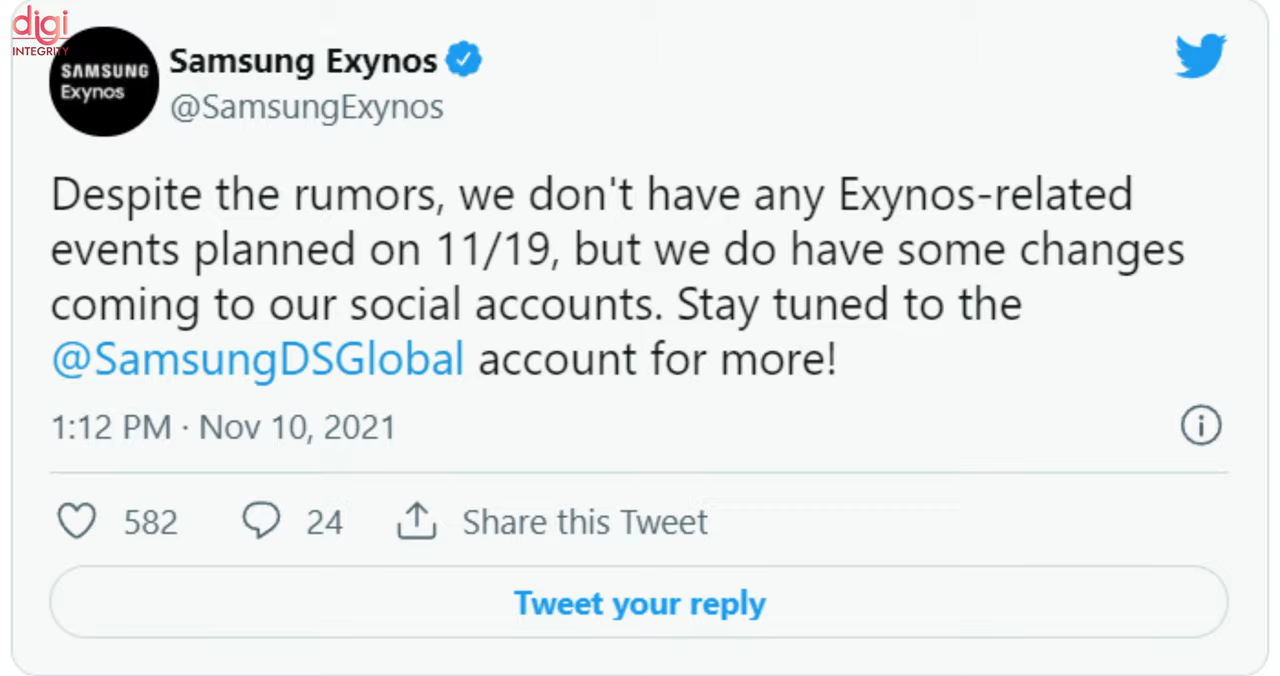 digi
INTEGRITY
SAMSUNG
Exynos
Samsung Exynos
@SamsungExynos
Despite the rumors, we don't have any Exynos-related
events planned on 11/19, but we do have some changes
coming to our social accounts. Stay tuned to the
@SamsungDSGlobal account for more!
1:12 PM · Nov 10, 2021
582 24 Share this Tweet
Tweet your reply